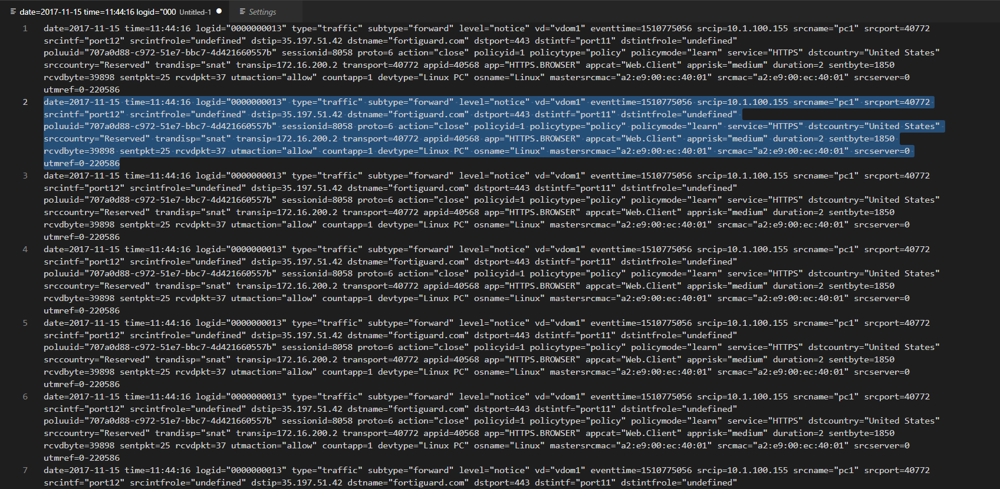 date=2017-11-15 time=11:44:16 logid="000 Untitled-1 Settings
1 date=2017-11-15 time=11:44:16 logid="0000000013" type="traffic" subtype="forward" level="notice" vd="vdom1" eventtime=1510775056 srcip=10.1.100.155 srcname="pc1" srcport=40772
srcintf="port12" srcintfrole="undefined" dstip=35.197.51.42 dstname="fortiguard.com" dstport=443 dstintf="port11" dstintfrole="undefined"
poluuid="707a0d88-c972-51e7-bbc7-4d421660557b" sessionid=8058 proto=6 action="close" policyid=1 policytype="policy" policymode="learn" service="HTTPS" dstcountry="United States"
srccountry="Reserved" trandisp="snat" transip=172.16.200.2 transport=40772 appid=40568 app="HTTPS.BROWSER" appcat="Web.Client" apprisk="medium" duration=2 sentbyte=1850
rcvdbyte=39898 sentpkt=25 rcvdpkt=37 utmaction="allow" countapp=1 devtype="Linux PC" osname="Linux" mastersrcmac="a2:e9:00:ec:40:01" srcmac="a2:e9:00:ec:40:01" srcserver=0
utmref=0-220586
2 date=2017-11-15 time=11:44:16 logid="0000000013" type="traffic" subtype="forward" level="notice" vd="vdom1" eventtime=1510775056 srcip=10.1.100.155 srcname="pc1" srcport=40772
srcintf="port12" srcintfrole="undefined" dstip=35.197.51.42 dstname="fortiguard.com" dstport=443 dstintf="port11" dstintfrole="undefined"
poluuid="707a0d88-c972-51e7-bbc7-4d421660557b" sessionid=8058 proto=6 action="close" policyid=1 policytype="policy" policymode="learn" service="HTTPS" dstcountry="United States"
srccountry="Reserved" trandisp="snat" transip=172.16.200.2 transport=40772 appid=40568 app="HTTPS.BROWSER" appcat="Web.Client" apprisk="medium" duration=2 sentbyte=1850
rcvdbyte=39898 sentpkt=25 rcvdpkt=37 utmaction="allow" countapp=1 devtype="Linux PC" osname="Linux" mastersrcmac="a2:e9:00:ec:40:01" srcmac="a2:e9:00:ec:40:01" srcserver=0
utmref=0-220586
3 date=2017-11-15 time=11:44:16 logid="0000000013" type="traffic" subtype="forward" level="notice" vd="vdom1" eventtime=1510775056 srcip=10.1.100.155 srcname="pc1" srcport=40772
srcintf="port12" srcintfrole="undefined" dstip=35.197.51.42 dstname="fortiguard.com" dstport=443 dstintf="port11" dstintfrole="undefined"
poluuid="707a0d88-c972-51e7-bbc7-4d421660557b" sessionid=8058 proto=6 action="close" policyid=1 policytype="policy" policymode="learn" service="HTTPS" dstcountry="United States"
srccountry="Reserved" trandisp="snat" transip=172.16.200.2 transport=40772 appid=40568 app="HTTPS.BROWSER" appcat="Web.Client" apprisk="medium" duration=2 sentbyte=1850
rcvdbyte=39898 sentpkt=25 rcvdpkt=37 utmaction="allow" countapp=1 devtype="Linux PC" osname="Linux" mastersrcmac="a2:e9:00:ec:40:01" srcmac="a2:e9:00:ec:40:01" srcserver=0
utmref=0-220586
4 date=2017-11-15 time=11:44:16 logid="0000000013" type="traffic" subtype="forward" level="notice" vd="vdom1" eventtime=1510775056 srcip=10.1.100.155 srcname="pc1" srcport=40772
srcintf="port12" srcintfrole="undefined" dstip=35.197.51.42 dstname="fortiguard.com" dstport=443 dstintf="port11" dstintfrole="undefined"
poluuid="707a0d88-c972-51e7-bbc7-4d421660557b" sessionid=8058 proto=6 action="close" policyid=1 policytype="policy" policymode="learn" service="HTTPS" dstcountry="United States"
srccountry="Reserved" trandisp="snat" transip=172.16.200.2 transport=40772 appid=40568 app="HTTPS.BROWSER" appcat="Web.Client" apprisk="medium" duration=2 sentbyte=1850
rcvdbyte=39898 sentpkt=25 rcvdpkt=37 utmaction="allow" countapp=1 devtype="Linux PC" osname="Linux" mastersrcmac="a2:e9:00:ec:40:01" srcmac="a2:e9:00:ec:40:01" srcserver=0
utmref=0-220586
5 date=2017-11-15 time=11:44:16 logid="0000000013" type="traffic" subtype="forward" level="notice" vd="vdom1" eventtime=1510775056 srcip=10.1.100.155 srcname="pc1" srcport=40772
srcintf="port12" srcintfrole="undefined" dstip=35.197.51.42 dstname="fortiguard.com" dstport=443 dstintf="port11" dstintfrole="undefined"
poluuid="707a0d88-c972-51e7-bbc7-4d421660557b" sessionid=8058 proto=6 action="close" policyid=1 policytype="policy" policymode="learn" service="HTTPS" dstcountry="United States"
srccountry="Reserved" trandisp="snat" transip=172.16.200.2 transport=40772 appid=40568 app="HTTPS.BROWSER" appcat="Web.Client" apprisk="medium" duration=2 sentbyte=1850
rcvdbyte=39898 sentpkt=25 rcvdpkt=37 utmaction="allow" countapp=1 devtype="Linux PC" osname="Linux" mastersrcmac="a2:e9:00:ec:40:01" srcmac="a2:e9:00:ec:40:01" srcserver=0
utmref=0-220586
6 date=2017-11-15 time=11:44:16 logid="0000000013" type="traffic" subtype="forward" level="notice" vd="vdom1" eventtime=1510775056 srcip=10.1.100.155 srcname="pc1" srcport=40772
srcintf="port12" srcintfrole="undefined" dstip=35.197.51.42 dstname="fortiguard.com" dstport=443 dstintf="port11" dstintfrole="undefined"
poluuid="707a0d88-c972-51e7-bbc7-4d421660557b" sessionid=8058 proto=6 action="close" policyid=1 policytype="policy" policymode="learn" service="HTTPS" dstcountry="United States"
srccountry="Reserved" trandisp="snat" transip=172.16.200.2 transport=40772 appid=40568 app="HTTPS.BROWSER" appcat="Web.Client" apprisk="medium" duration=2 sentbyte=1850
rcvdbyte=39898 sentpkt=25 rcvdpkt=37 utmaction="allow" countapp=1 devtype="Linux PC" osname="Linux" mastersrcmac="a2:e9:00:ec:40:01" srcmac="a2:e9:00:ec:40:01" srcserver=0
utmref=0-220586
7 date=2017-11-15 time=11:44:16 logid="0000000013" type="traffic" subtype="forward" level="notice" vd="vdom1" eventtime=1510775056 srcip=10.1.100.155 srcname="pc1" srcport=40772
srcintf="port12" srcintfrole="undefined" dstip=35.197.51.42 dstname="fortiguard.com" dstport=443 dstintf="port11" dstintfrole="undefined"